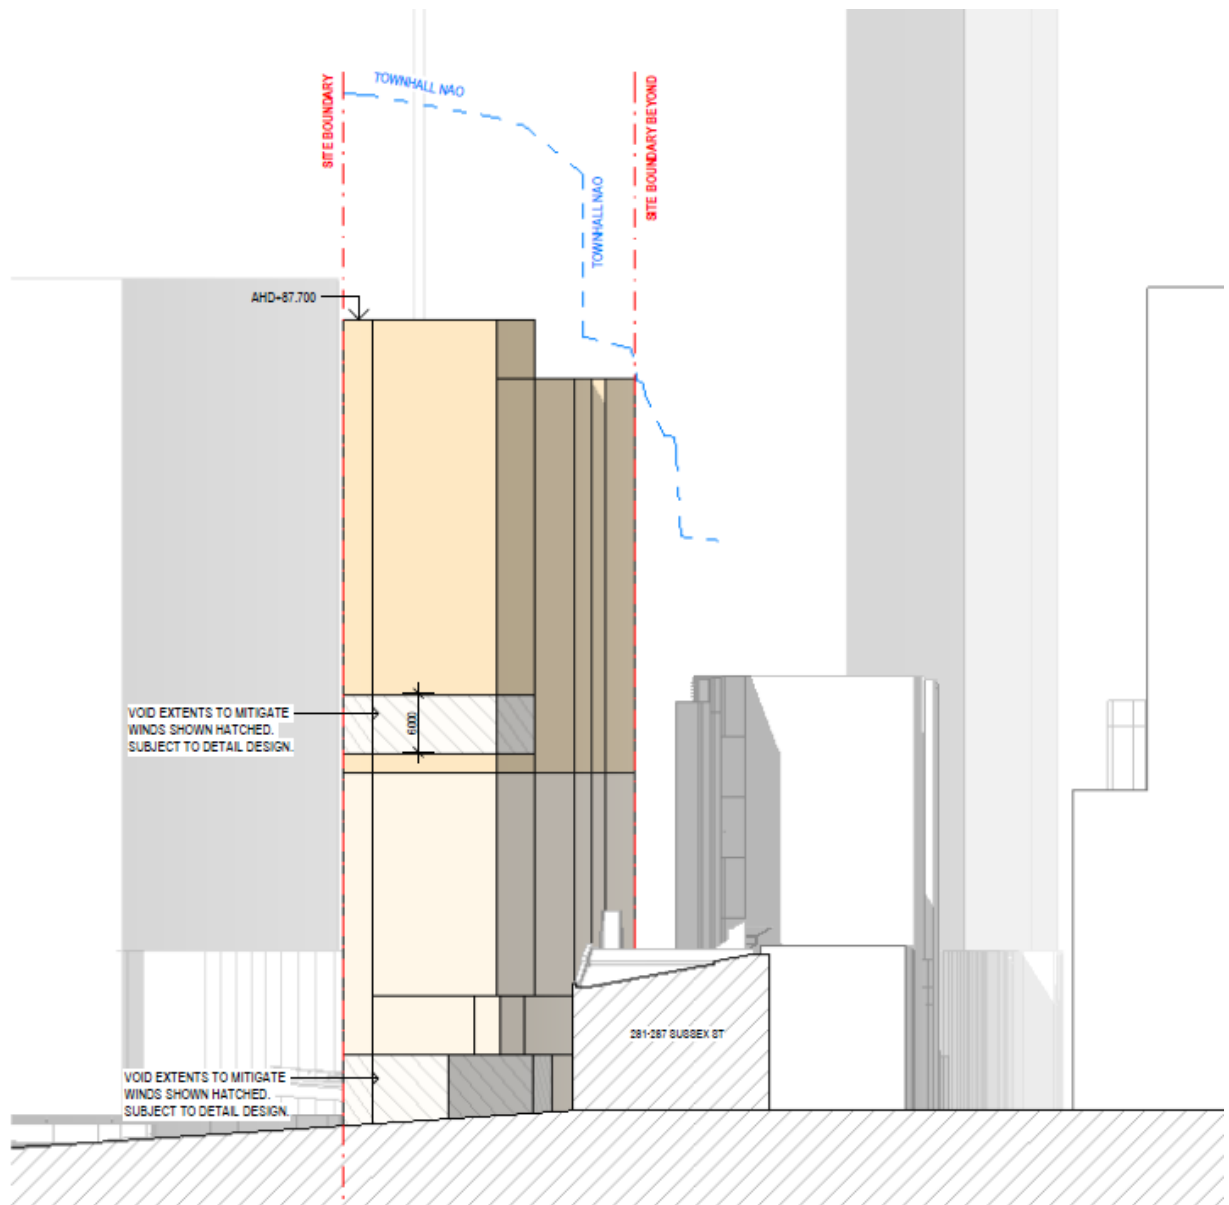 TOWNHALL NAO
SITE BOUNDARY
SITE BOUNDARY BEYOND
TOWNHALL NAO
AHD+87.700
VOID EXTENTS TO MITIGATE
WINDS SHOWN HATCHED.
SUBJECT TO DETAIL DESIGN.
6000
281-287 SUSSEX ST
VOID EXTENTS TO MITIGATE
WINDS SHOWN HATCHED.
SUBJECT TO DETAIL DESIGN.